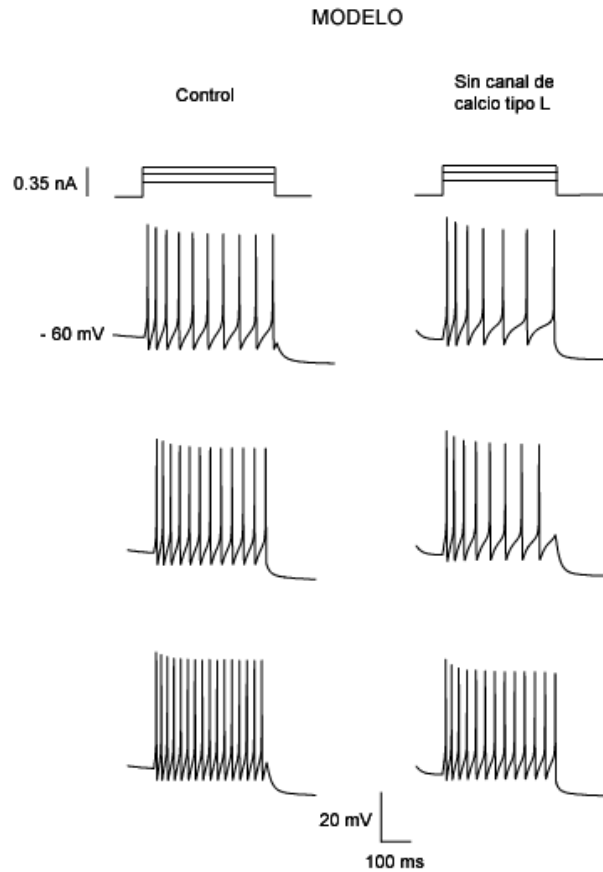 MODELO
Control
Sin canal de
calcio tipo L
0.35 nA
- 60 mV
20 mV
100 ms